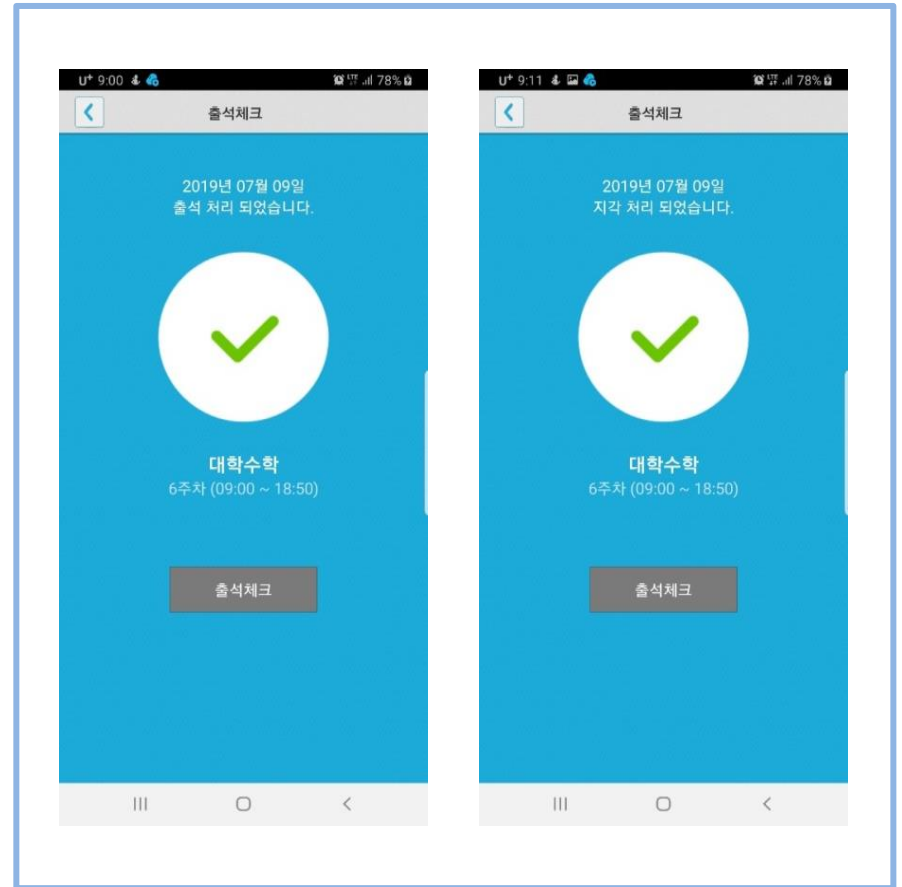 U+ 9:00 LTE 78%
출석체크
2019년 07월 09일
출석 처리 되었습니다.
대학수학
6주차 (09:00 ~ 18:50)
출석체크
U+ 9:11 LTE 78%
출석체크
2019년 07월 09일
지각 처리 되었습니다.
대학수학
6주차 (09:00 ~ 18:50)
출석체크